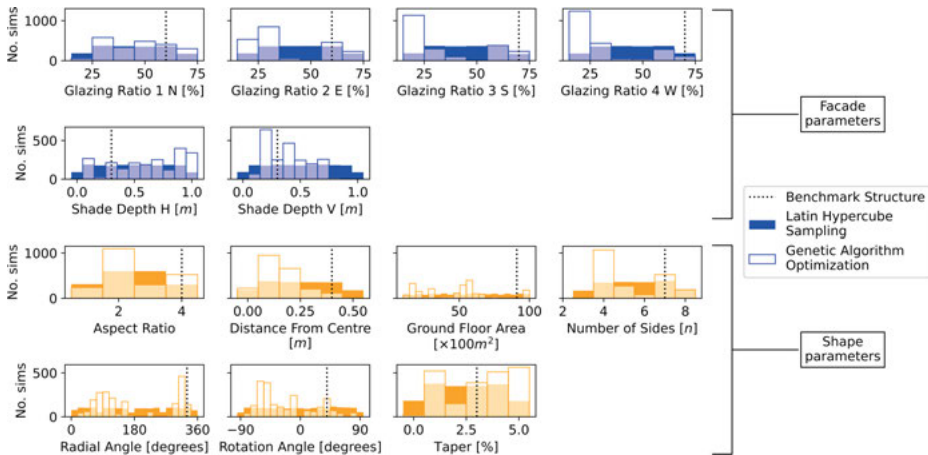 No. sims
1000
0
25 50 75
Glazing Ratio 1 N [%]
25 50 75
Glazing Ratio 2 E [%]
25 50 75
Glazing Ratio 3 S [%]
25 50 75
Glazing Ratio 4 W [%]
Facade
parameters
No. sims
500
0
0.0 0.5 1.0
Shade Depth H [m]
0.0 0.5 1.0
Shade Depth V [m]
Benchmark Structure
Latin Hypercube
Sampling
Genetic Algorithm
Optimization
No. sims
1000
0
2 4
Aspect Ratio
0.00 0.25 0.50
Distance From Centre
[m]
50 100
Ground Floor Area
[×100m²]
2 4 6 8
Number of Sides [n]
Shape
parameters
No. sims
500
0
0 180 360
Radial Angle [degrees]
−90 0 90
Rotation Angle [degrees]
0.0 2.5 5.0
Taper [%]